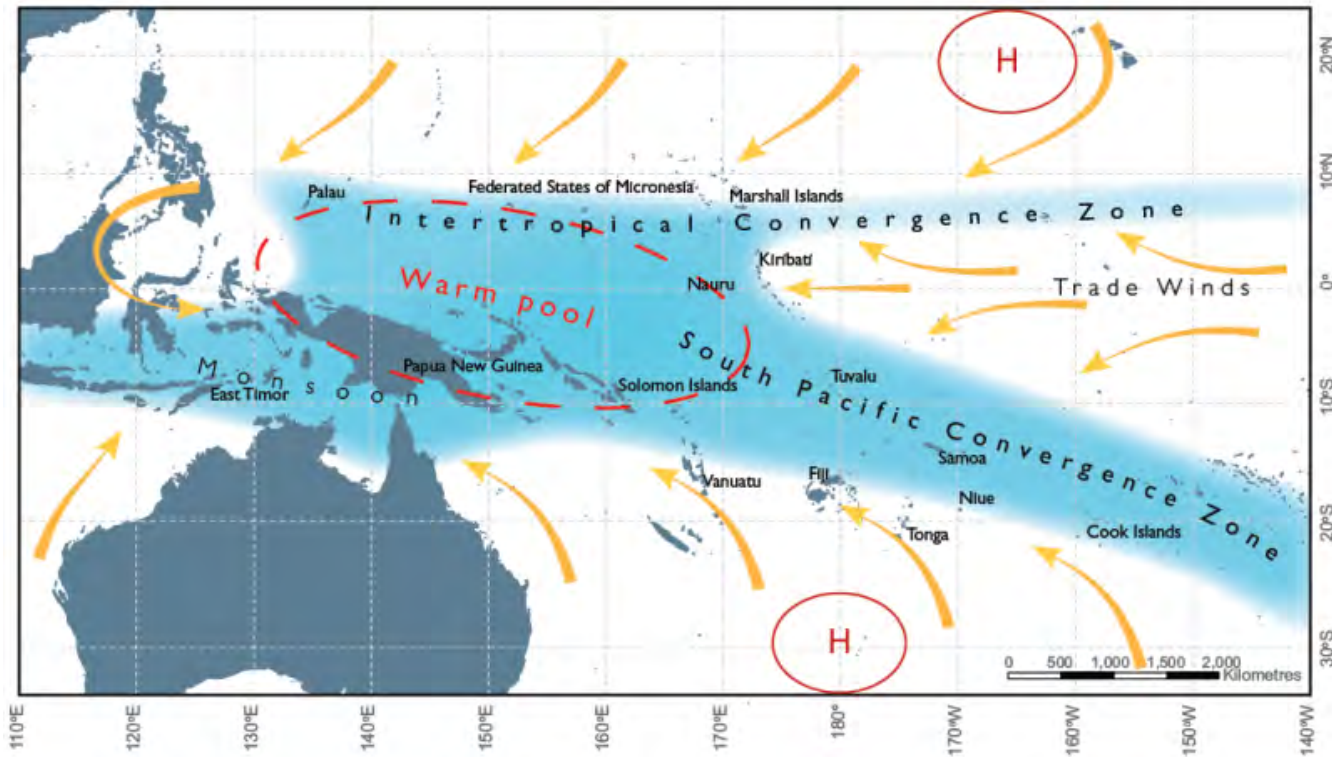 H
20°N
10°N
0°
10°S
20°S
30°S
Palau
Federated States of Micronesia
Marshall Islands
Intertropical Convergence Zone
Kiribati
Nauru
Warm pool
Trade Winds
South Pacific Convergence Zone
Monsoon
East Timor
Papua New Guinea
Solomon Islands
Tuvalu
Samoa
Vanuatu
Fiji
Niue
Tonga
Cook Islands
H
0 500 1,000 1,500 2,000
Kilometres
110°E 120°E 130°E 140°E 150°E 160°E 170°E 180° 170°W 160°W 150°W 140°W